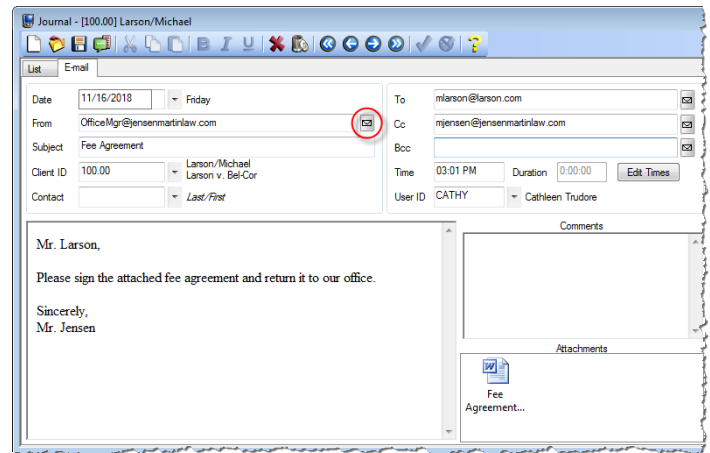 Journal - [100.00] Larson/Michael
B I U
List E-mail
Date 11/16/2018 Friday
From OfficeMgr@jensenmartinlaw.com
Subject Fee Agreement
Client ID 100.00 Larson/Michael
Larson v. Bel-Cor
Contact Last/First
To mlarson@larson.com
Cc mjensen@jensenmartinlaw.com
Bcc
Time 03:01 PM Duration 0:00:00 Edit Times
User ID CATHY Cathleen Trudore
Mr. Larson,
Please sign the attached fee agreement and return it to our office.
Sincerely,
Mr. Jensen
Comments
Attachments
Fee
Agreement...